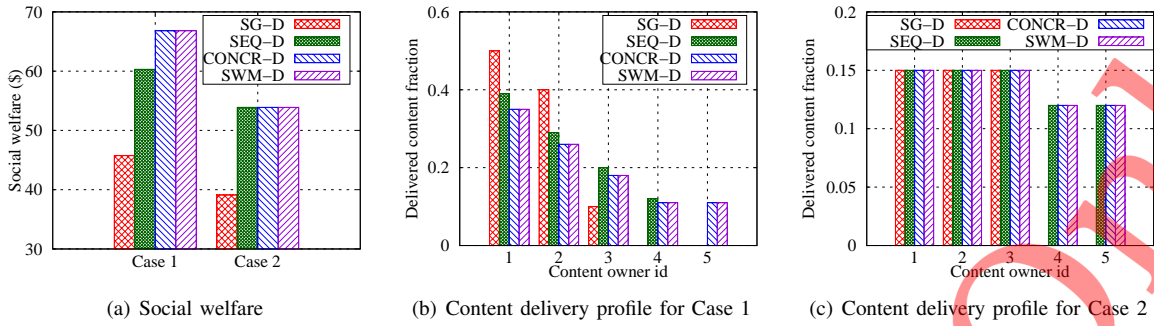 70
60
50
40
30
Social welfare ($)
Case 1
Case 2
SG-D
SEQ-D
CONCR-D
SWM-D
(a) Social welfare
0.6
0.4
0.2
0
Delivered content fraction
1 2 3 4 5
Content owner id
SG-D
SEQ-D
CONCR-D
SWM-D
(b) Content delivery profile for Case 1
0.2
0.15
0.1
0.05
0
Delivered content fraction
1 2 3 4 5
Content owner id
SG-D
SEQ-D
CONCR-D
SWM-D
(c) Content delivery profile for Case 2